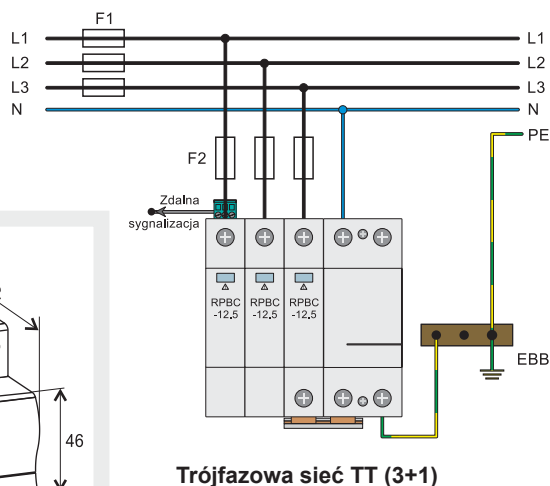 F1
L1 L1
L2 L2
L3 L3
N N
PE
F2
Zdalna
sygnalizacja
RPBC RPBC RPBC
-12.5 -12.5 -12.5
EBB
46
Trójfazowa sieć TT (3+1)